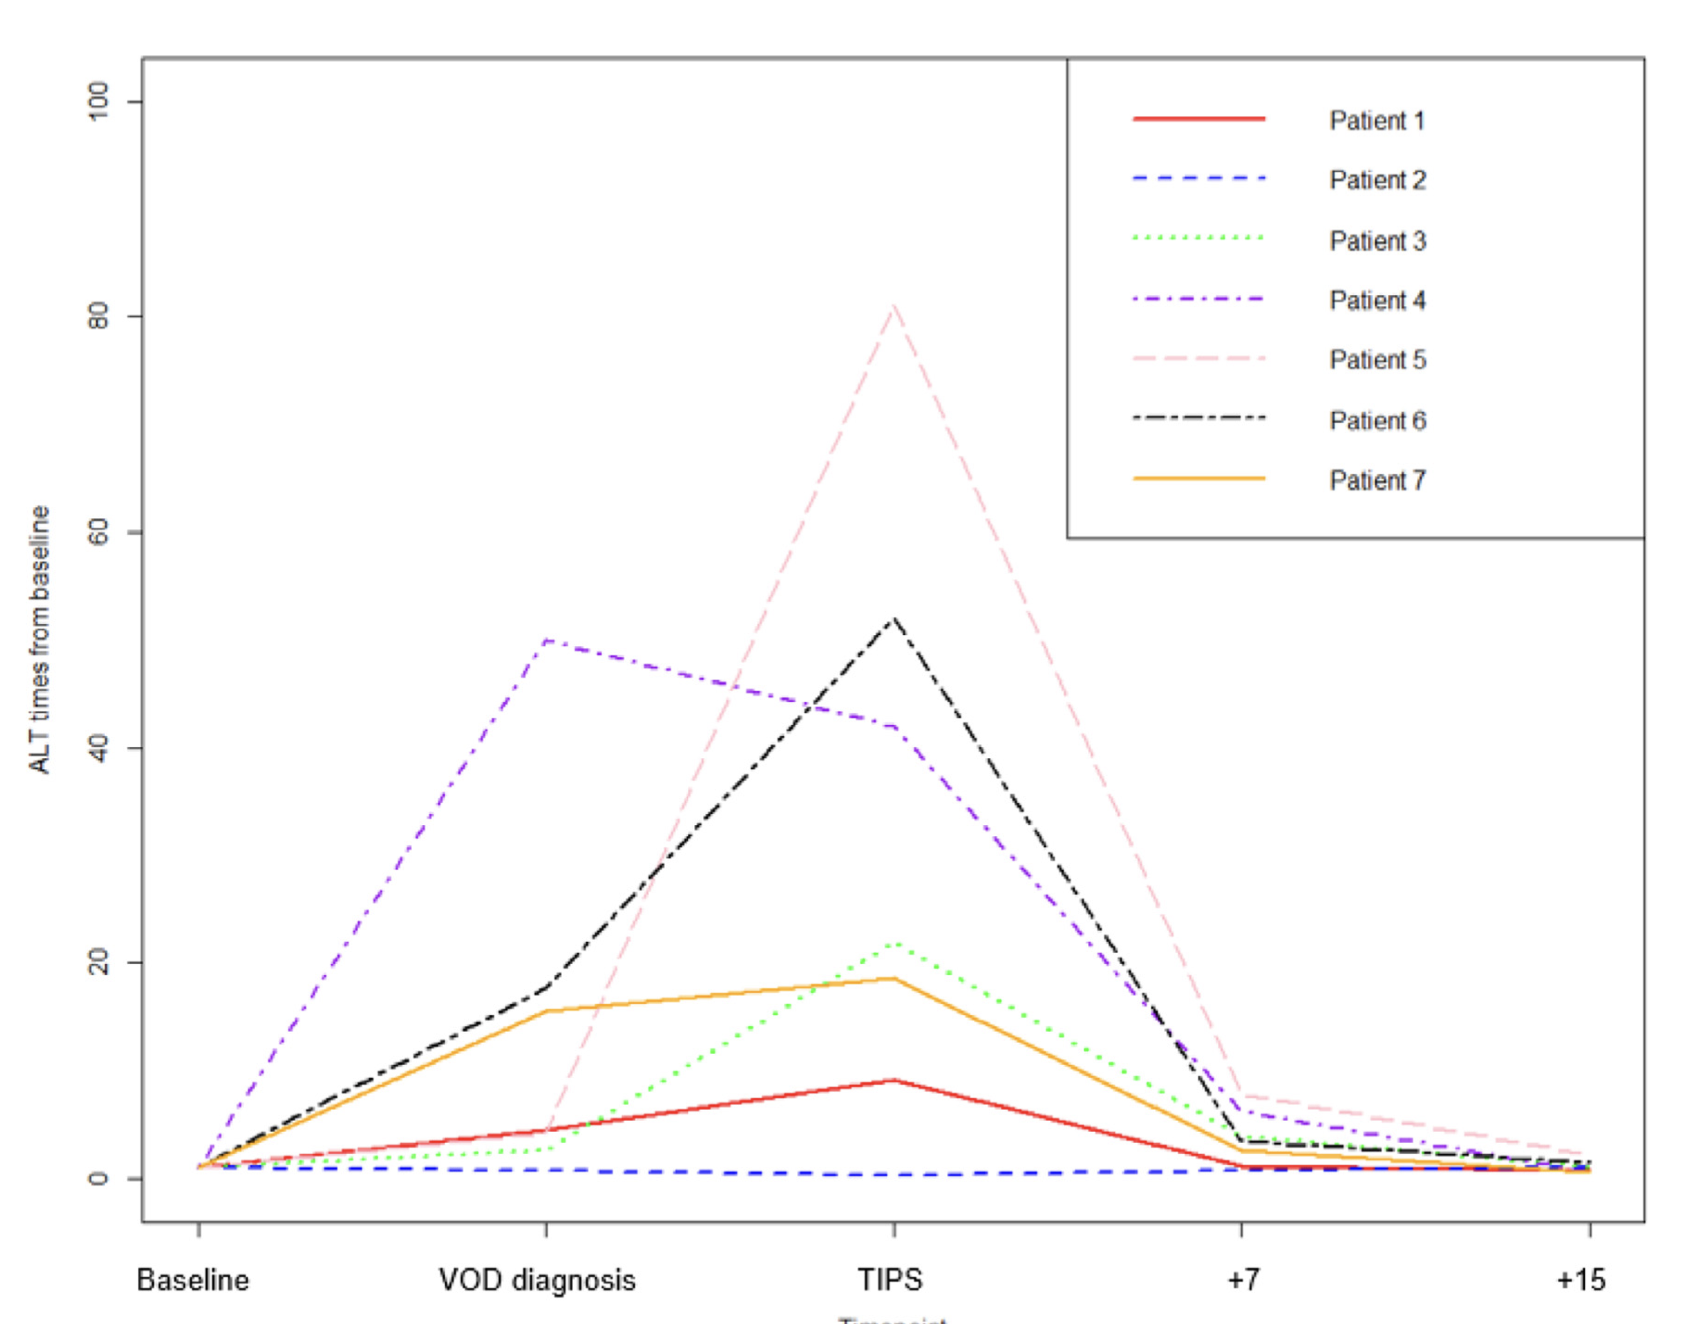 100
80
60
40
20
0
ALT times from baseline
Patient 1
Patient 2
Patient 3
Patient 4
Patient 5
Patient 6
Patient 7
Baseline VOD diagnosis TIPS +7 +15